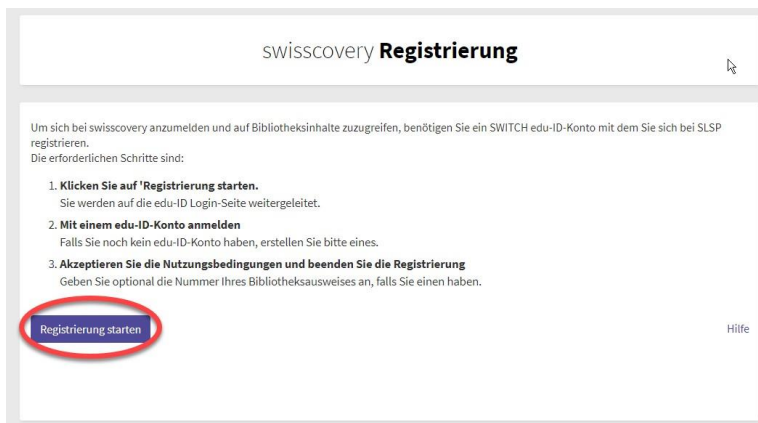 swisscovery Registrierung
Um sich bei swisscovery anzumelden und auf Bibliotheksinhalte zuzugreifen, benötigen Sie ein SWITCH edu-ID-Konto mit dem Sie sich bei SLSP
registrieren.
Die erforderlichen Schritte sind:
1. Klicken Sie auf 'Registrierung starten.
Sie werden auf die edu-ID Login-Seite weitergeleitet.
2. Mit einem edu-ID-Konto anmelden
Falls Sie noch kein edu-ID-Konto haben, erstellen Sie bitte eines.
3. Akzeptieren Sie die Nutzungsbedingungen und beenden Sie die Registrierung
Geben Sie optional die Nummer Ihres Bibliotheksausweises an, falls Sie einen haben.
Registrierung starten
Hilfe